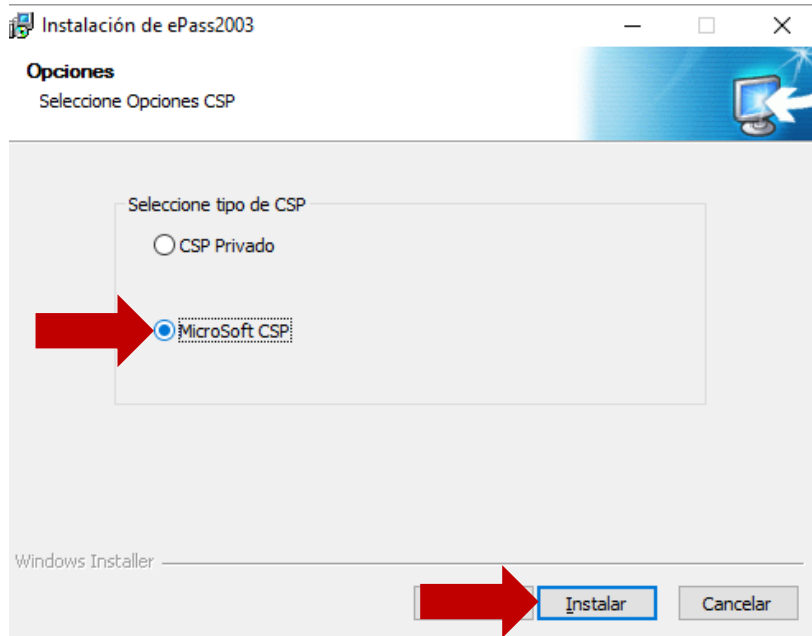 Instalación de ePass2003
Opciones
Seleccione Opciones CSP
Seleccione tipo de CSP
CSP Privado
MicroSoft CSP
Windows Installer
Instalar
Cancelar